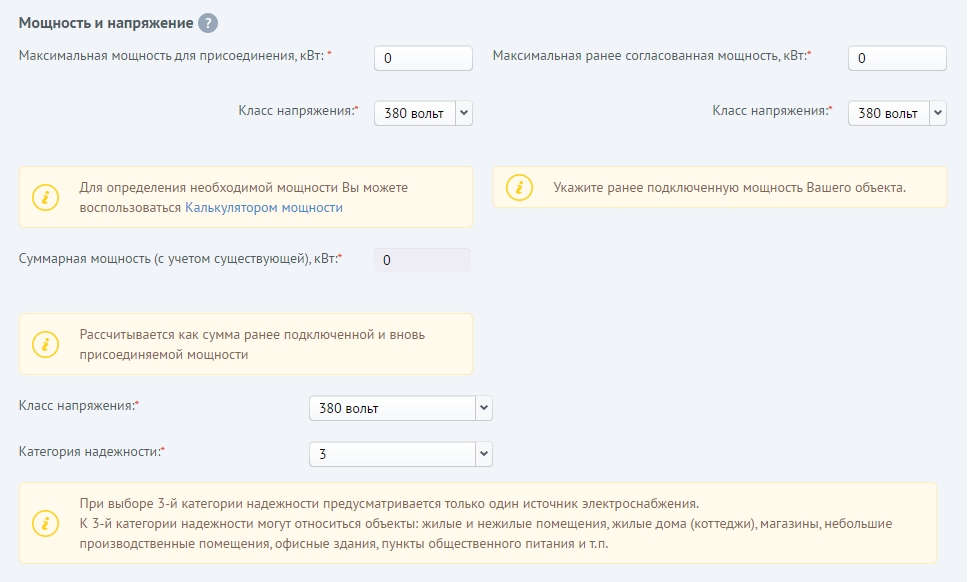 Мощность и напряжение ?
Максимальная мощность для присоединения, кВт: * 0
Максимальная ранее согласованная мощность, кВт:* 0
Класс напряжения:* 380 вольт
Класс напряжения:* 380 вольт
Для определения необходимой мощности Вы можете
воспользоваться Калькулятором мощности
Укажите ранее подключенную мощность Вашего объекта.
Суммарная мощность (с учетом существующей), кВт:* 0
Рассчитывается как сумма ранее подключенной и вновь
присоединяемой мощности
Класс напряжения:* 380 вольт
Категория надежности:* 3
При выборе 3-й категории надежности предусматривается только один источник электроснабжения.
К 3-й категории надежности могут относиться объекты: жилые и нежилые помещения, жилые дома (коттеджи), магазины, небольшие
производственные помещения, офисные здания, пункты общественного питания и т.п.